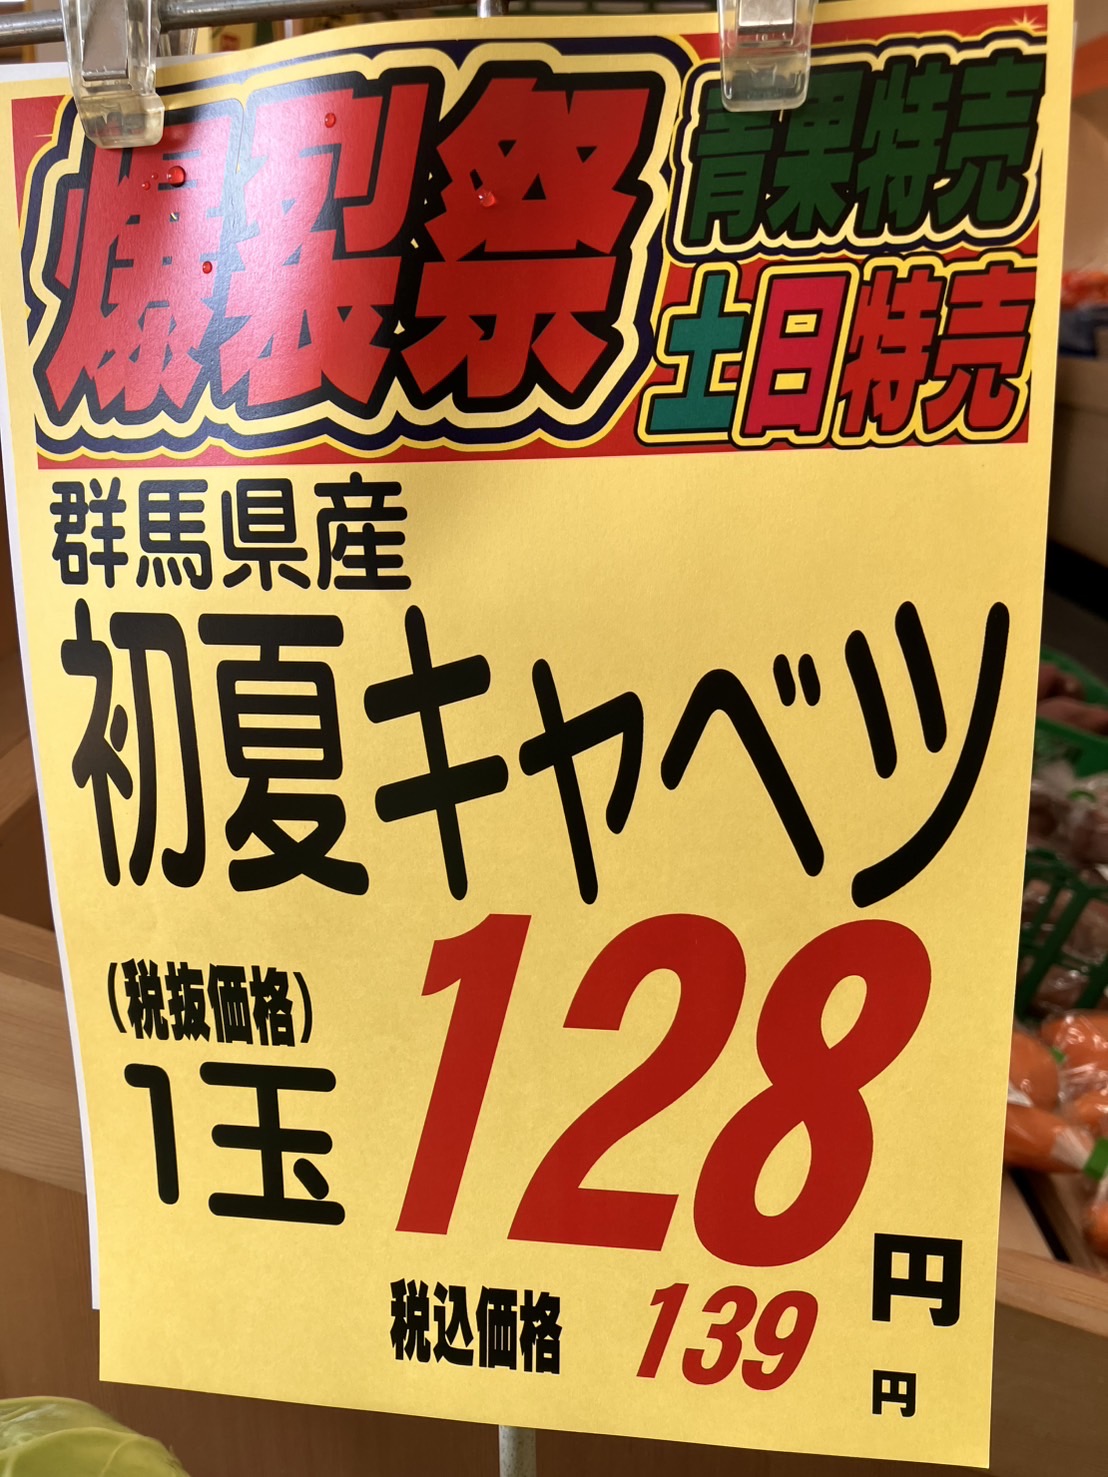 爆裂祭
青果特売
土日特売
群馬県産
初夏キャベツ
(税抜価格)
1玉 128円
税込価格 139円